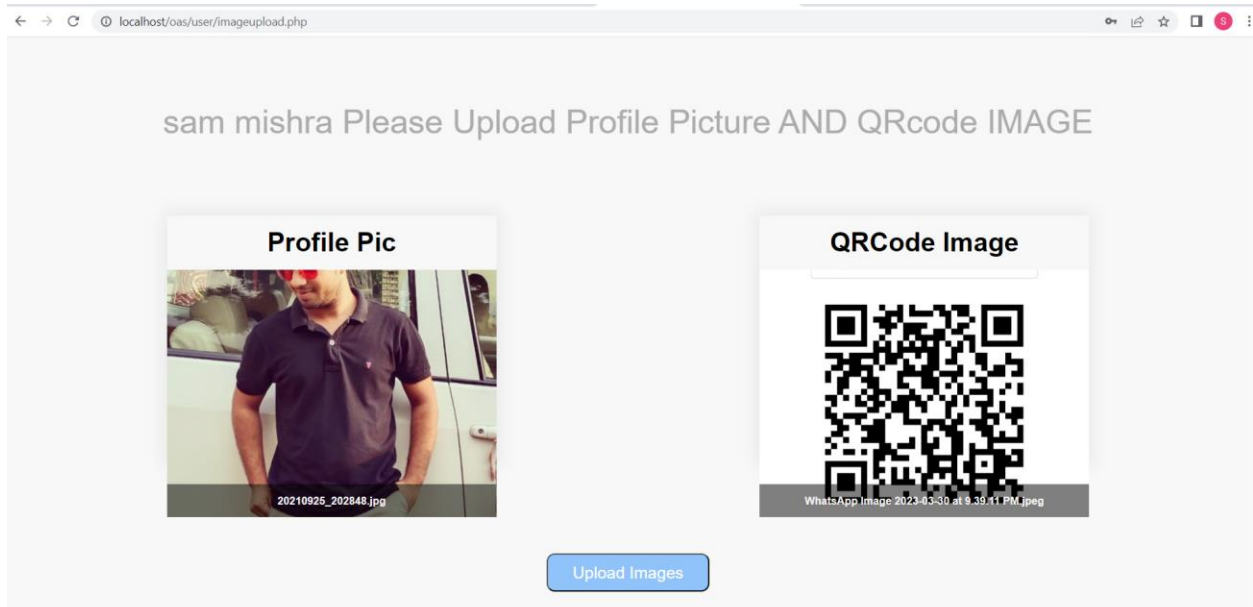 localhost/oas/user/imageupload.php
S
sam mishra Please Upload Profile Picture AND QRcode IMAGE
Profile Pic
QRCode Image
20210925_202848.jpg
WhatsApp Image 2023-03-30 at 9.39.11 PM.jpeg
Upload Images